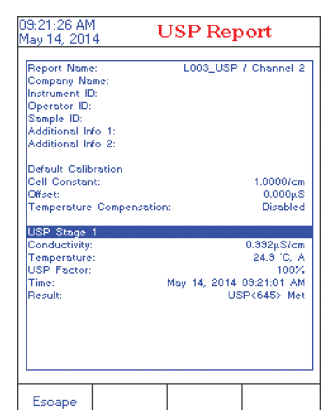 09:21:26 AM
May 14, 2014
USP Report
Report Name: L003_USP / Channel 2
Company Name:
Instrument ID:
Operator ID:
Sample ID:
Additional Info 1:
Additional Info 2:
Default Calibration
Cell Constant: 1.0000/cm
Offset: 0.000µS
Temperature Compensation: Disabled
USP Stage 1
Conductivity: 0.992µS/cm
Temperature: 24.9 °C, A
USP Factor: 100%
Time: May 14, 2014 09:21:01 AM
Result: USP<645> Met
Escape